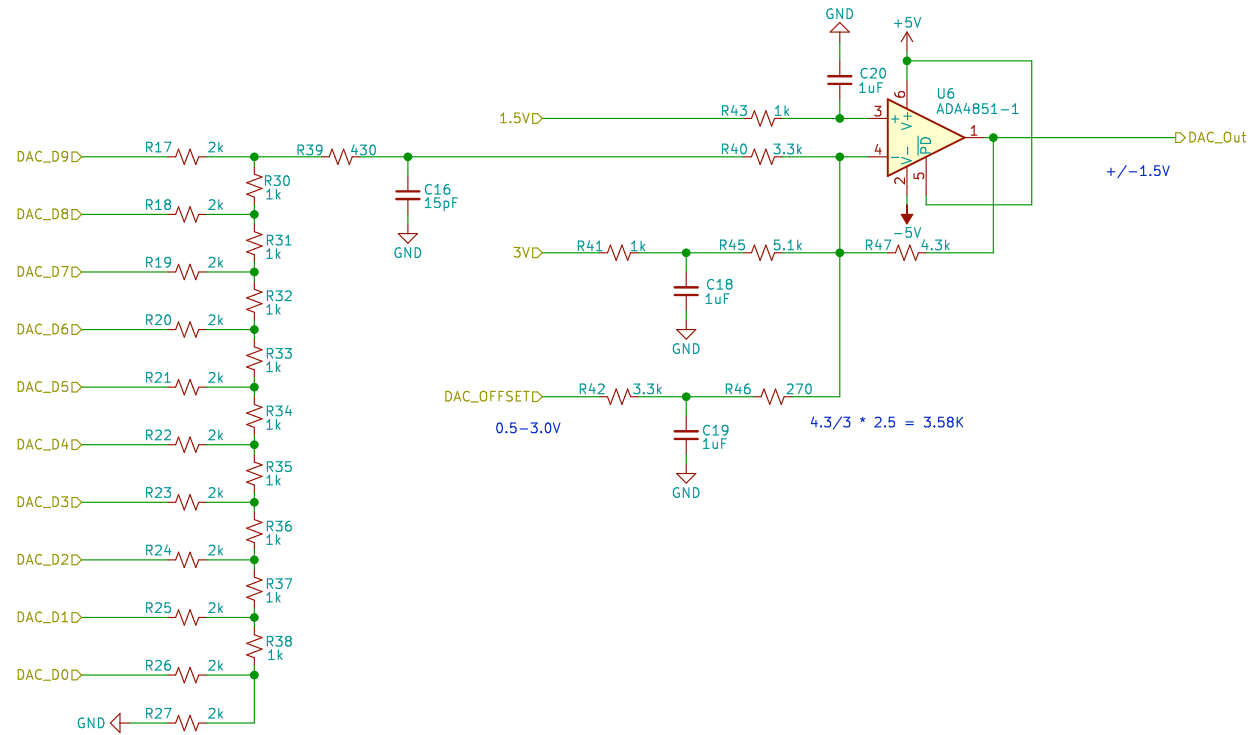 GND
+5V
C20
1uF
U6
ADA4851-1
6
V+
1.5V
R43 1k
3
+
1
DAC_Out
PD
4
-
V-
2
5
+/-1.5V
-5V
DAC_D9
R17 2k
R39 430
R40 3.3k
R30
1k
C16
15pF
GND
DAC_D8
R18 2k
R31
1k
3V
R41 1k
R45 5.1k
R47 4.3k
DAC_D7
R19 2k
C18
1uF
R32
1k
DAC_D6
R20 2k
GND
R33
1k
DAC_D5
R21 2k
DAC_OFFSET
R42 3.3k
R46 270
0.5-3.0V
4.3/3 * 2.5 = 3.58K
R34
1k
C19
1uF
DAC_D4
R22 2k
R35
1k
GND
DAC_D3
R23 2k
R36
1k
DAC_D2
R24 2k
R37
1k
DAC_D1
R25 2k
R38
1k
DAC_D0
R26 2k
GND
R27 2k